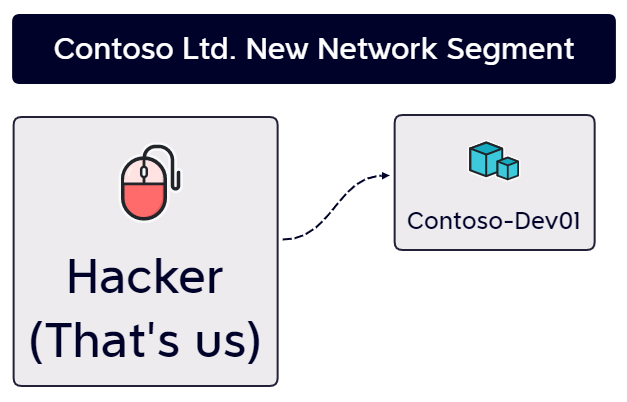 Contoso Ltd. New Network Segment
Hacker
(That's us)
Contoso-Dev01